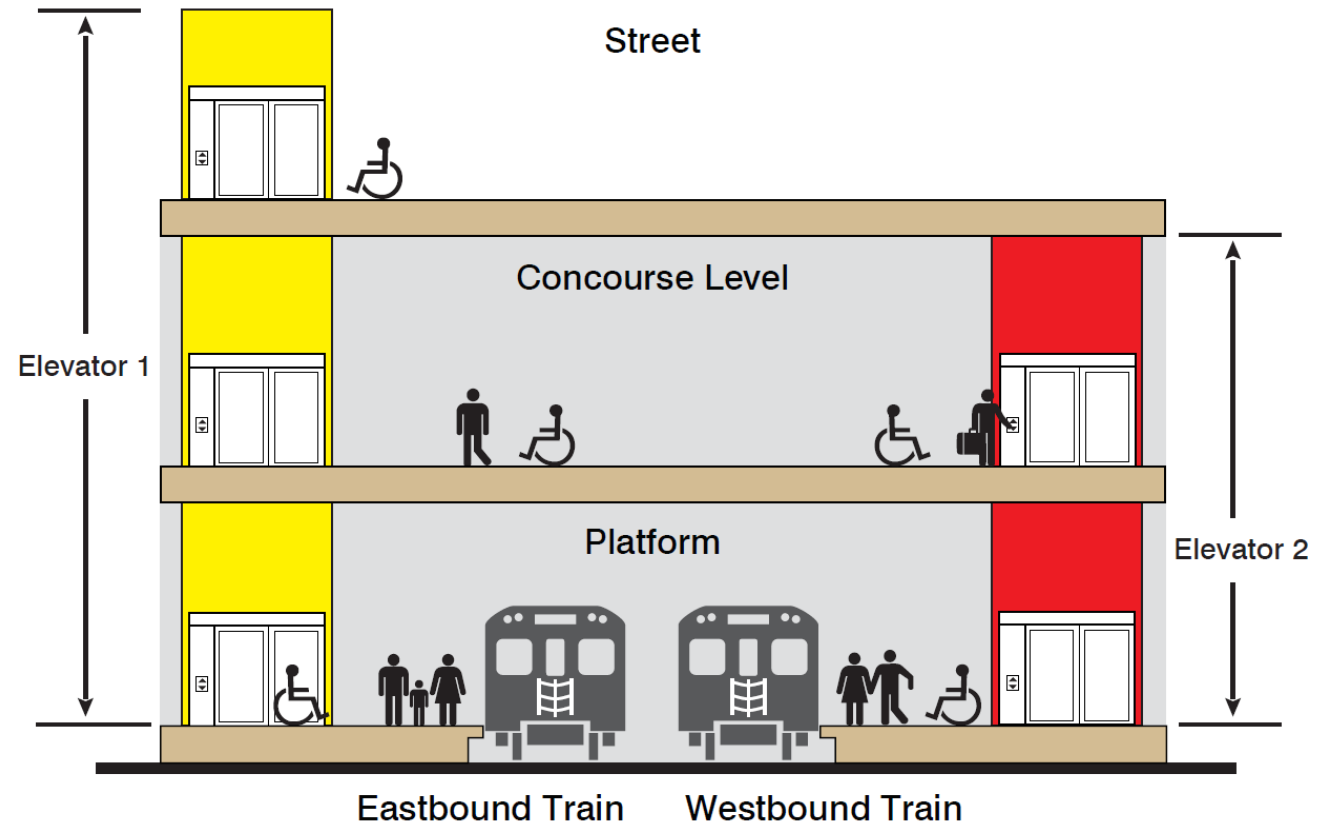 Street
Concourse Level
Elevator 1
Platform
Elevator 2
Eastbound Train
Westbound Train